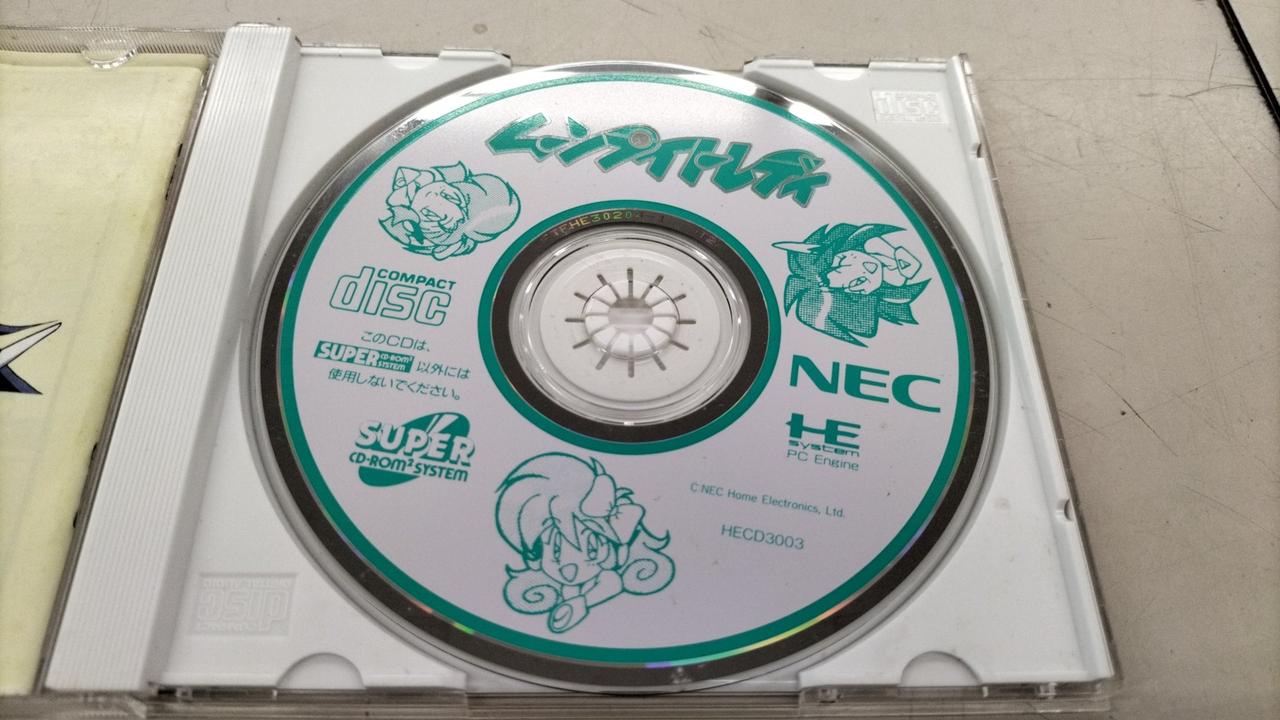 ムーンライトレディ
COMPACT
disc
このCDは、
SUPER CD-ROM² SYSTEM 以外には
使用しないでください。
SUPER
CD-ROM² SYSTEM
NEC
HE
system
PC Engine
C:NEC Home Electronics, Ltd.
HECD3003
disc